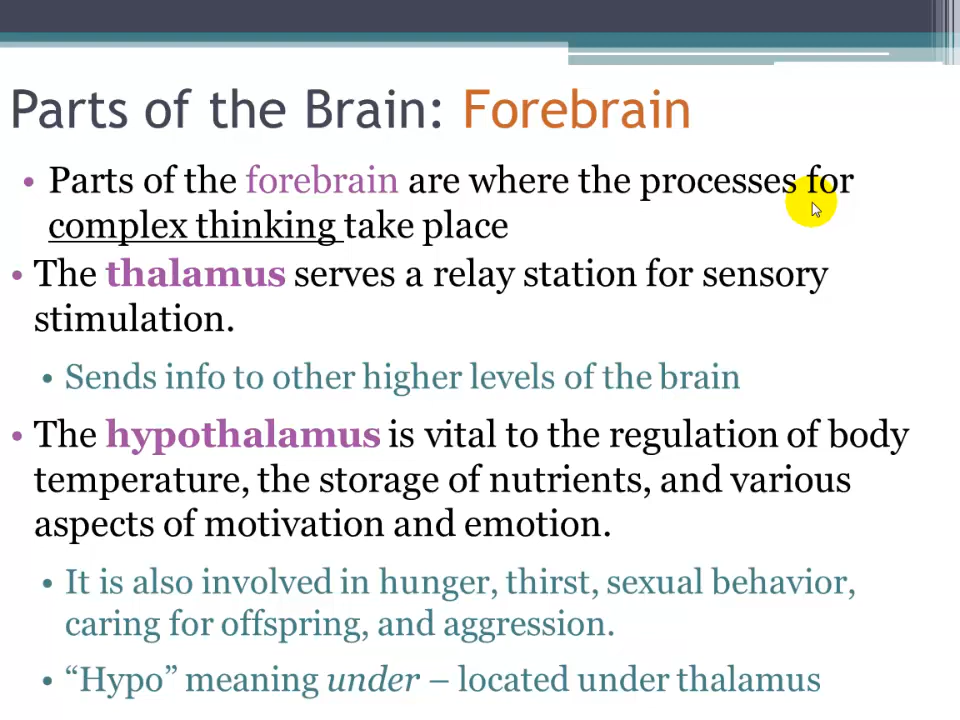 Parts of the Brain: Forebrain
• Parts of the forebrain are where the processes for
complex thinking take place
• The thalamus serves a relay station for sensory
stimulation.
• Sends info to other higher levels of the brain
• The hypothalamus is vital to the regulation of body
temperature, the storage of nutrients, and various
aspects of motivation and emotion.
• It is also involved in hunger, thirst, sexual behavior,
caring for offspring, and aggression.
• “Hypo” meaning under – located under thalamus